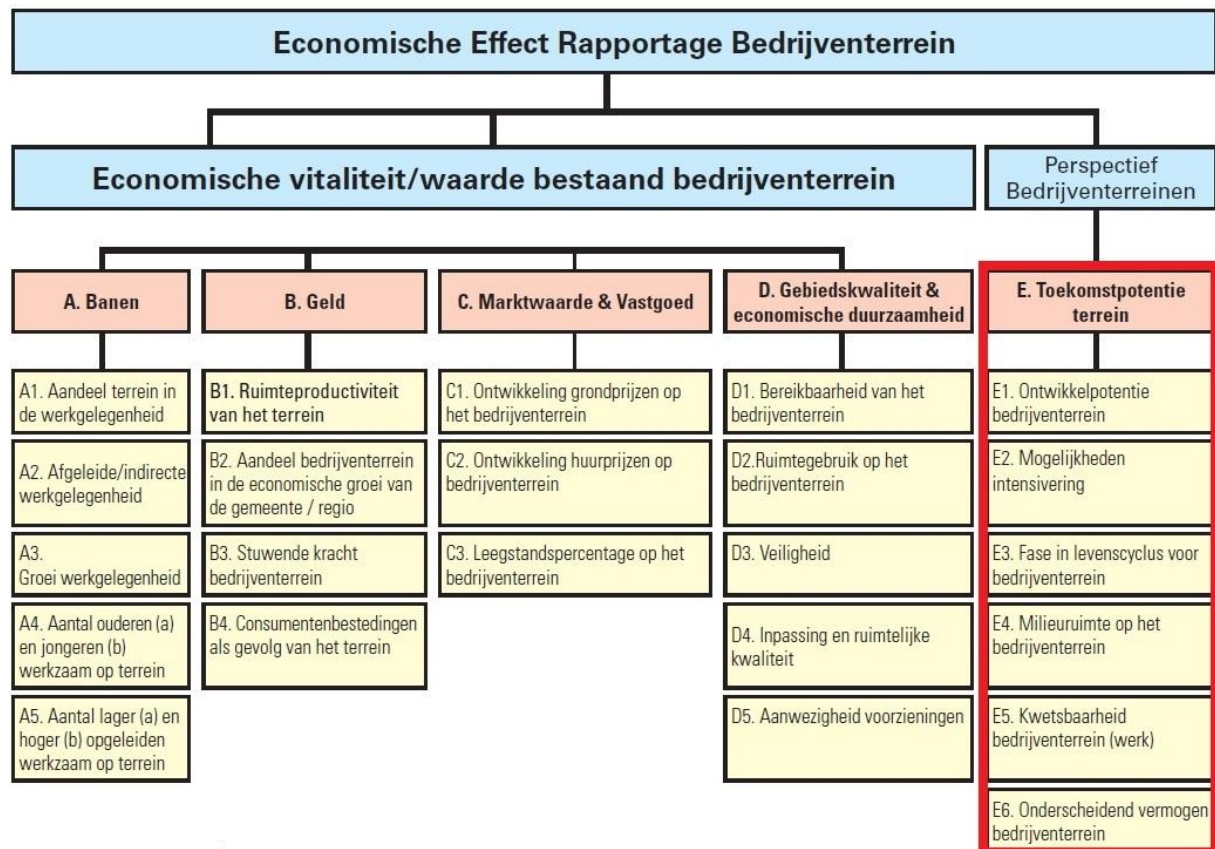 Economische Effect Rapportage Bedrijventerrein
Economische vitaliteit/waarde bestaand bedrijventerrein
Perspectief
Bedrijventerreinen
A. Banen
A1. Aandeel terrein in
de werkgelegenheid
A2. Afgeleide/indirecte
werkgelegenheid
A3.
Groei werkgelegenheid
A4. Aantal ouderen (a)
en jongeren (b)
werkzaam op terrein
A5. Aantal lager (a) en
hoger (b) opgeleiden
werkzaam op terrein
B. Geld
B1. Ruimteproductiviteit
van het terrein
B2. Aandeel bedrijventerrein
in de economische groei van
de gemeente / regio
B3. Stuwende kracht
bedrijventerrein
B4. Consumentenbestedingen
als gevolg van het terrein
C. Marktwaarde & Vastgoed
C1. Ontwikkeling grondprijzen op
het bedrijventerrein
C2. Ontwikkeling huurprijzen op
bedrijventerrein
C3. Leegstandspercentage op het
bedrijventerrein
D. Gebiedskwaliteit &
economische duurzaamheid
D1. Bereikbaarheid van het
bedrijventerrein
D2.Ruimtegebruik op het
bedrijventerrein
D3. Veiligheid
D4. Inpassing en ruimtelijke
kwaliteit
D5. Aanwezigheid voorzieningen
E. Toekomstpotentie
terrein
E1. Ontwikkelpotentie
bedrijventerrein
E2. Mogelijkheden
intensivering
E3. Fase in levenscyclus voor
bedrijventerrein
E4. Milieuruimte op het
bedrijventerrein
E5. Kwetsbaarheid
bedrijventerrein (werk)
E6. Onderscheidend vermogen
bedrijventerrein